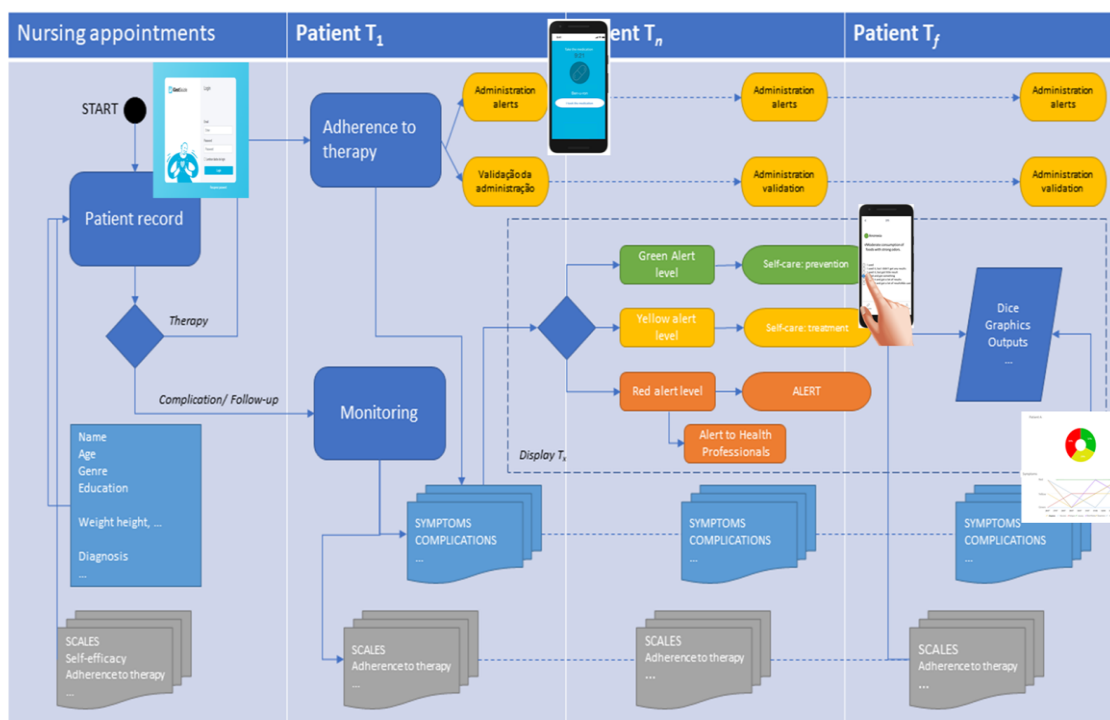 Nursing appointments
Patient T1
ent Tn
Patient Tf
START
Login
Adherence to
therapy
Administration
alerts
Administration
alerts
Administration
alerts
Validação da
administração
Administration
validation
Administration
validation
Patient record
Therapy
Complication/ Follow-up
Monitoring
Green Alert
level
Self-care: prevention
Yellow alert
level
Self-care: treatment
Red alert level
ALERT
Alert to Health
Professionals
Display Ts
Dice
Graphics
Outputs
...
Name
Age
Genre
Education
Weight height, ...
Diagnosis
...
SYMPTOMS
COMPLICATIONS
...
SYMPTOMS
COMPLICATIONS
...
SYMPTOMS
COMPLICATIONS
...
SCALES
Self-efficacy
Adherence to therapy
...
SCALES
Adherence to therapy
...
SCALES
Adherence to therapy
...
SCALES
Adherence to therapy
...